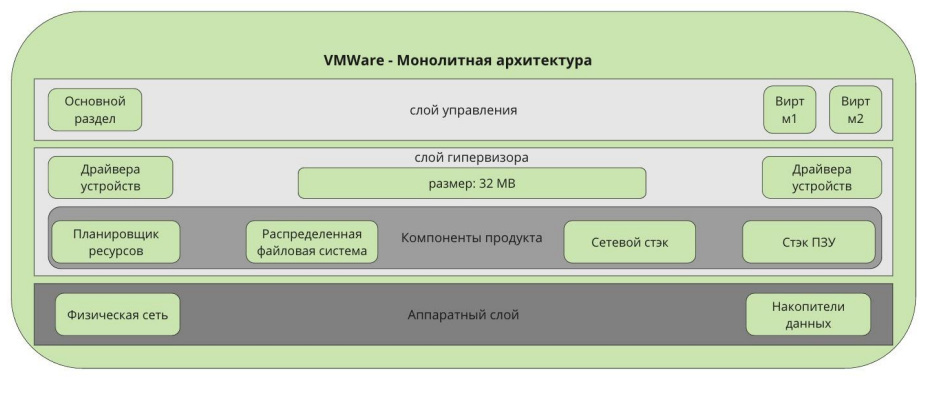 VMWare - Монолитная архитектура
Основной
раздел
слой управления
Вирт
м1
Вирт
м2
слой гипервизора
Драйвера
устройств
размер: 32 MB
Драйвера
устройств
Планировщик
ресурсов
Распределенная
файловая система
Компоненты продукта
Сетевой стэк
Стэк ПЗУ
Физическая сеть
Аппаратный слой
Накопители
данных